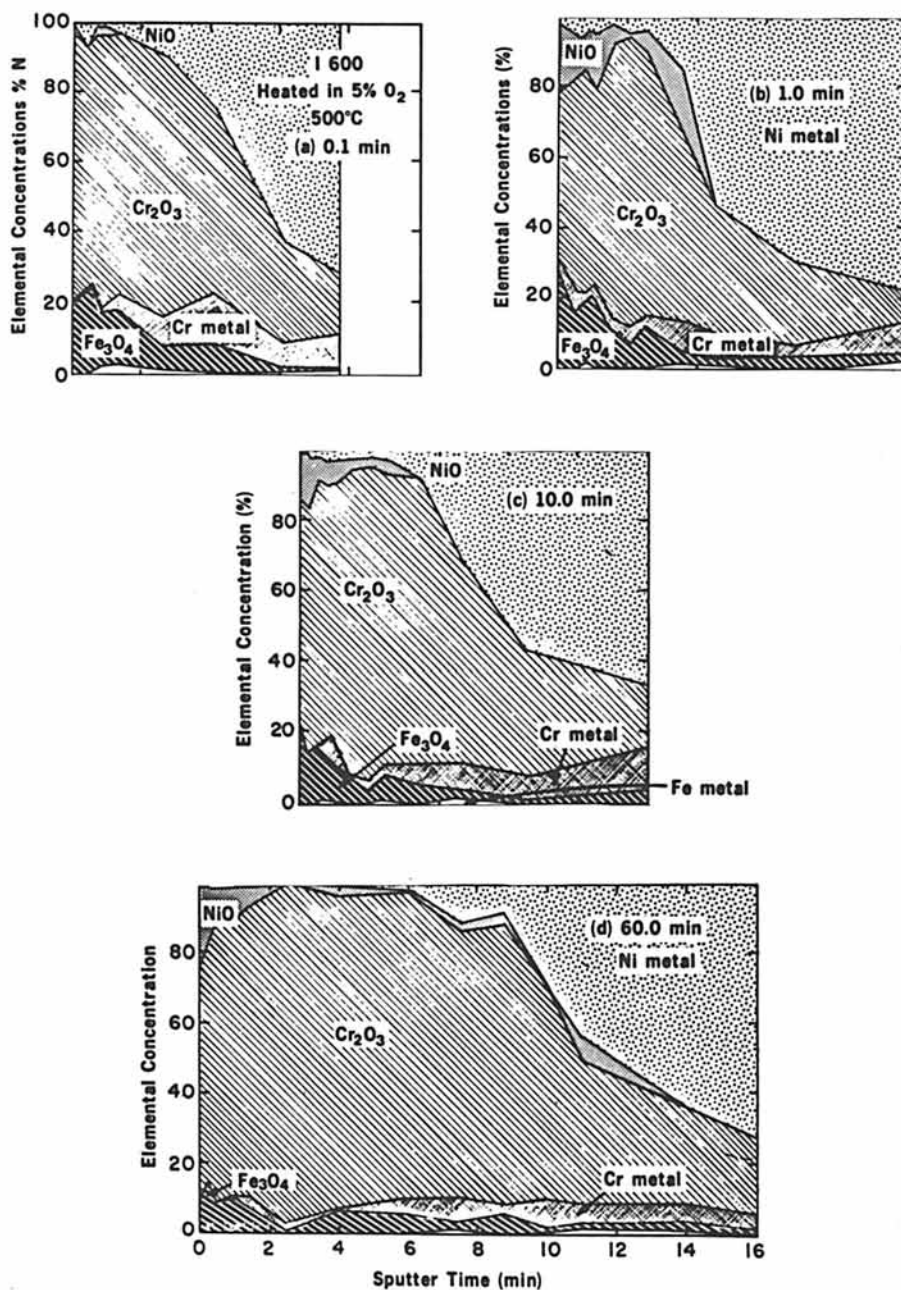 100
80
60
40
20
0
Elemental Concentrations % N
NiO
I 600
Heated in 5% O₂
500°C
(a) 0.1 min
Cr₂O₃
Cr metal
Fe₃O₄
80
60
40
30
20
0
Elemental Concentrations (%)
NiO
(b) 1.0 min
Ni metal
Cr₂O₃
Fe₃O₄
Cr metal
80
60
40
20
0
Elemental Concentration (%)
NiO
(c) 10.0 min
Cr₂O₃
Fe₃O₄
Cr metal
Fe metal
80
60
40
20
0
Elemental Concentration
NiO
(d) 60.0 min
Ni metal
Cr₂O₃
Fe₃O₄
Cr metal
0 2 4 6 8 10 12 14 16
Sputter Time (min)